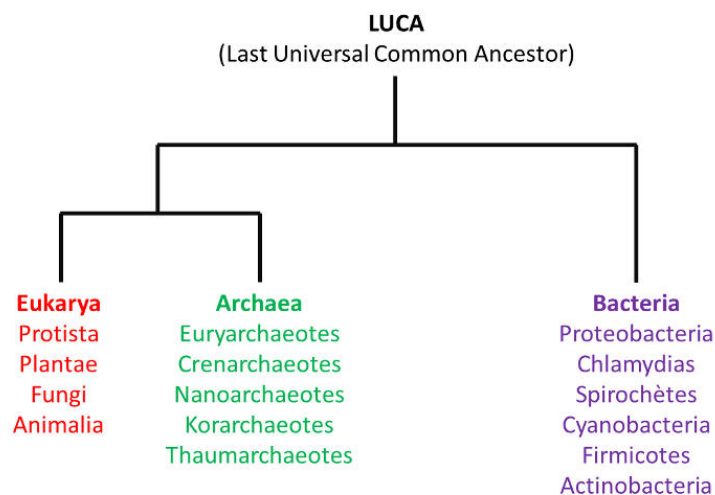 LUCA
(Last Universal Common Ancestor)
Eukarya
Protista
Plantae
Fungi
Animalia
Archaea
Euryarchaeotes
Crenarchaeotes
Nanoarchaeotes
Korarchaeotes
Thaumarchaeotes
Bacteria
Proteobacteria
Chlamydias
Spirochètes
Cyanobacteria
Firmicotes
Actinobacteria